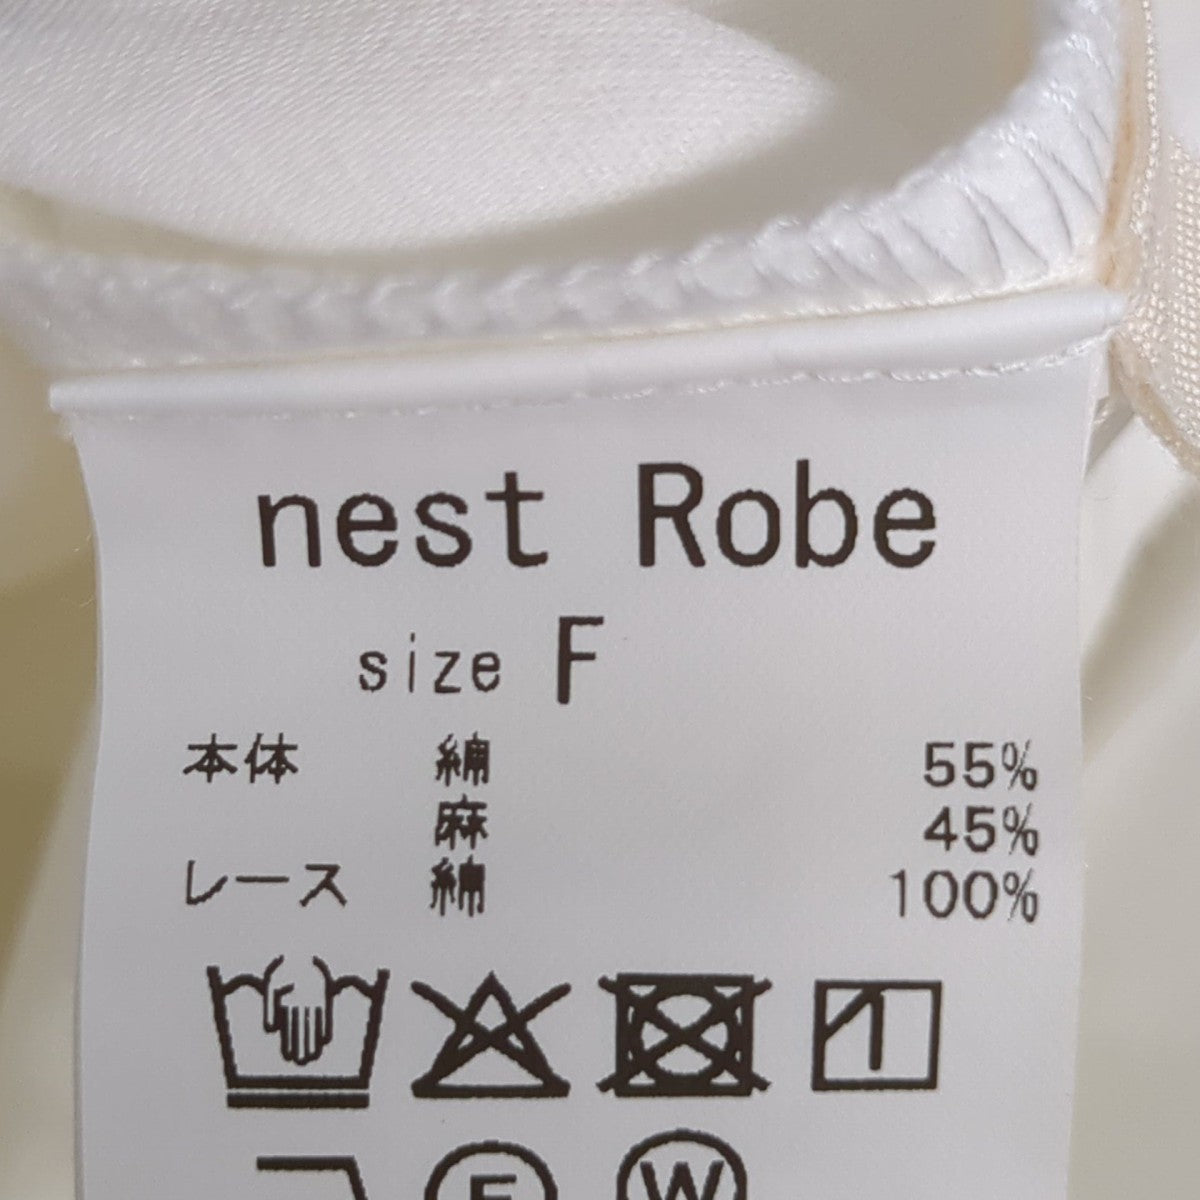 nest Robe
size F
本体 綿 55%
麻 45%
レース 綿 100%
F W